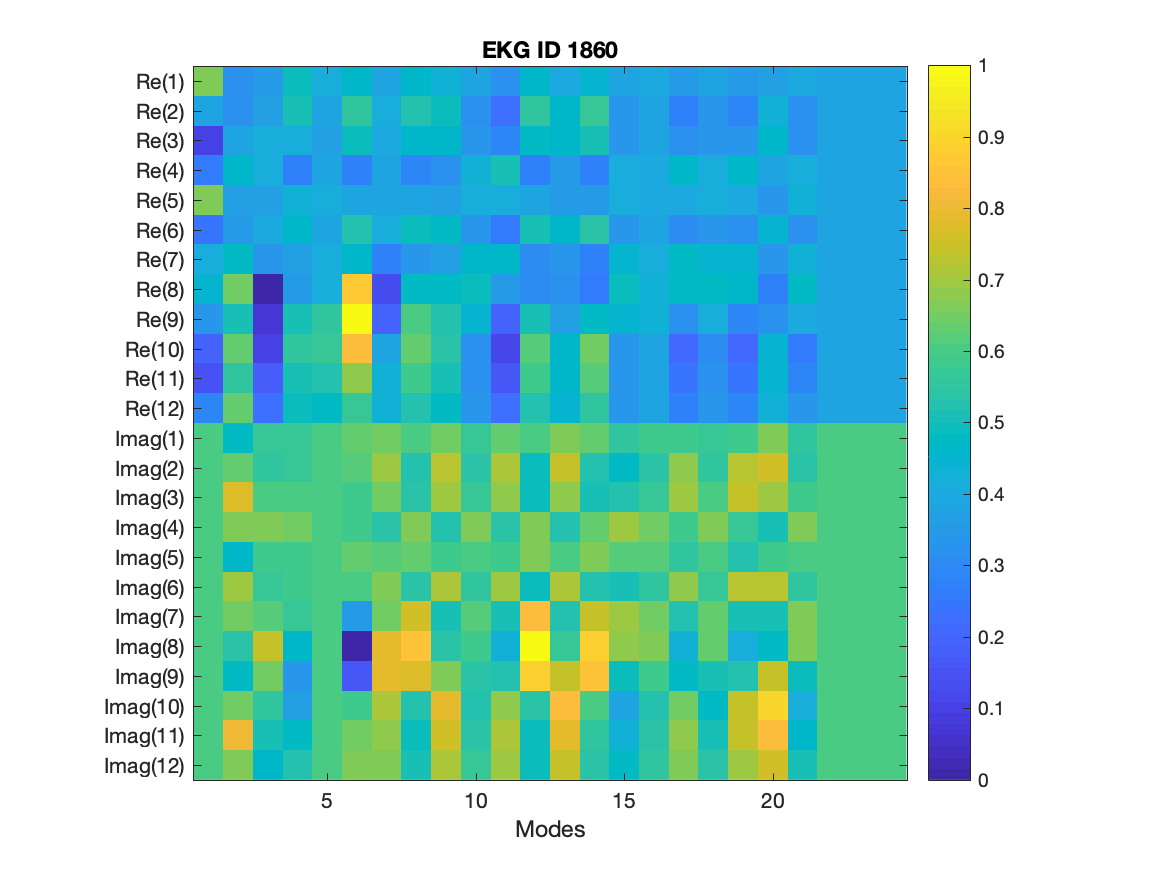 EKG ID 1860
Re(1)
Re(2)
Re(3)
Re(4)
Re(5)
Re(6)
Re(7)
Re(8)
Re(9)
Re(10)
Re(11)
Re(12)
Imag(1)
Imag(2)
Imag(3)
Imag(4)
Imag(5)
Imag(6)
Imag(7)
Imag(8)
Imag(9)
Imag(10)
Imag(11)
Imag(12)
5 10 15 20
Modes
1
0.9
0.8
0.7
0.6
0.5
0.4
0.3
0.2
0.1
0